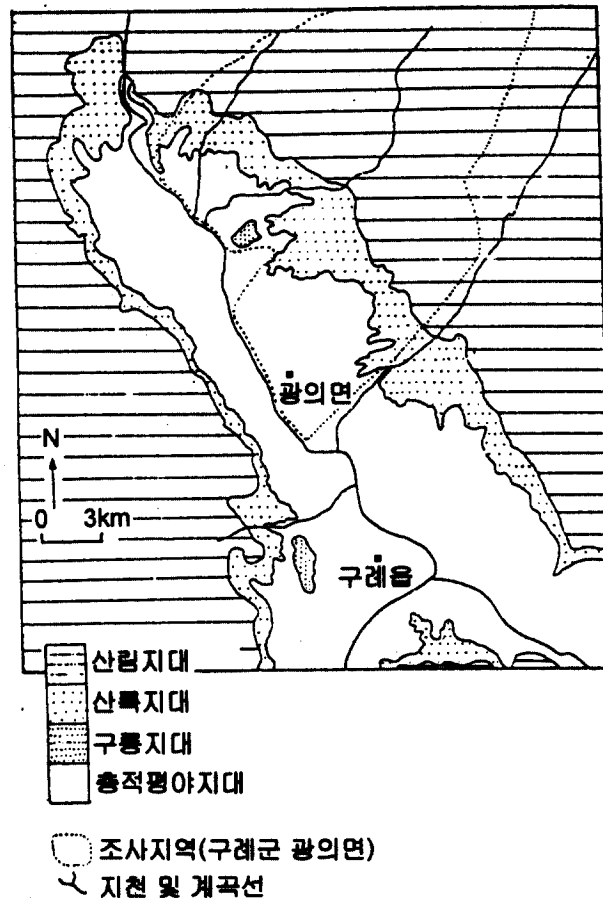 광의면
N
0 3km
구례읍
산림지대
산록지대
구릉지대
충적평야지대
조사지역(구례군 광의면)
지천 및 계곡선